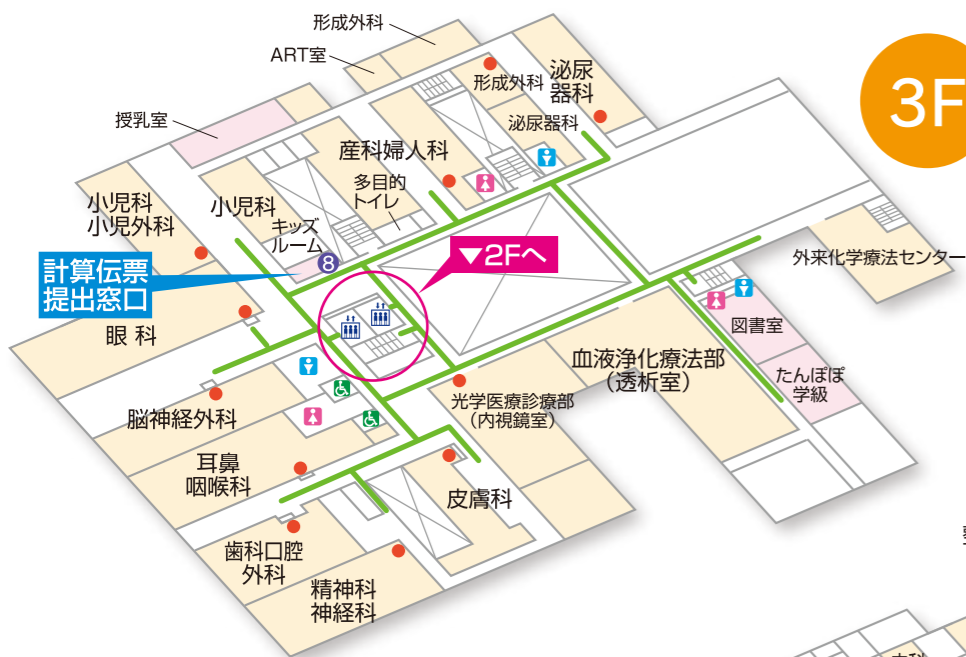 形成外科
ART室
授乳室
形成外科
泌尿
器科
3F
泌尿器科
産科婦人科
多目的
トイレ
小児科
小児外科
小児科
キッズ
ルーム
8
▼2Fへ
計算伝票
提出窓口
外来化学療法センター
眼 科
図書室
血液浄化療法部
(透析室)
たんぽぽ
学級
光学医療診療部
(内視鏡室)
脳神経外科
耳鼻
咽喉科
皮膚科
歯科口腔
外科
精神科
神経科